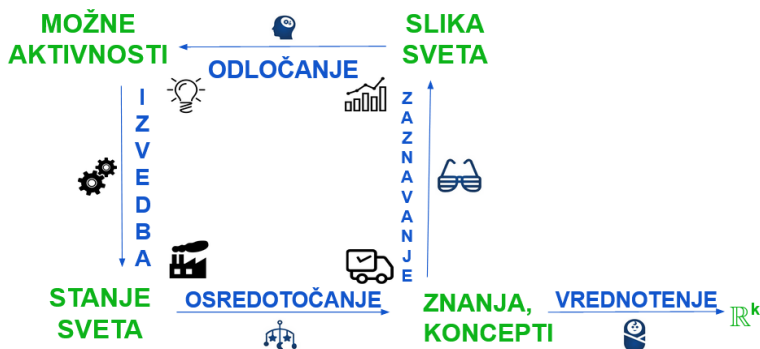 MOŽNE
AKTIVNOSTI
SLIKA
SVETA
ODLOČANJE
IZVEDBA
ZAZNAVANJE
STANJE
SVETA
OSREDOTOČANJE
ZNANJA,
KONCEPTI
VREDNOTENJE
ℝᵏ